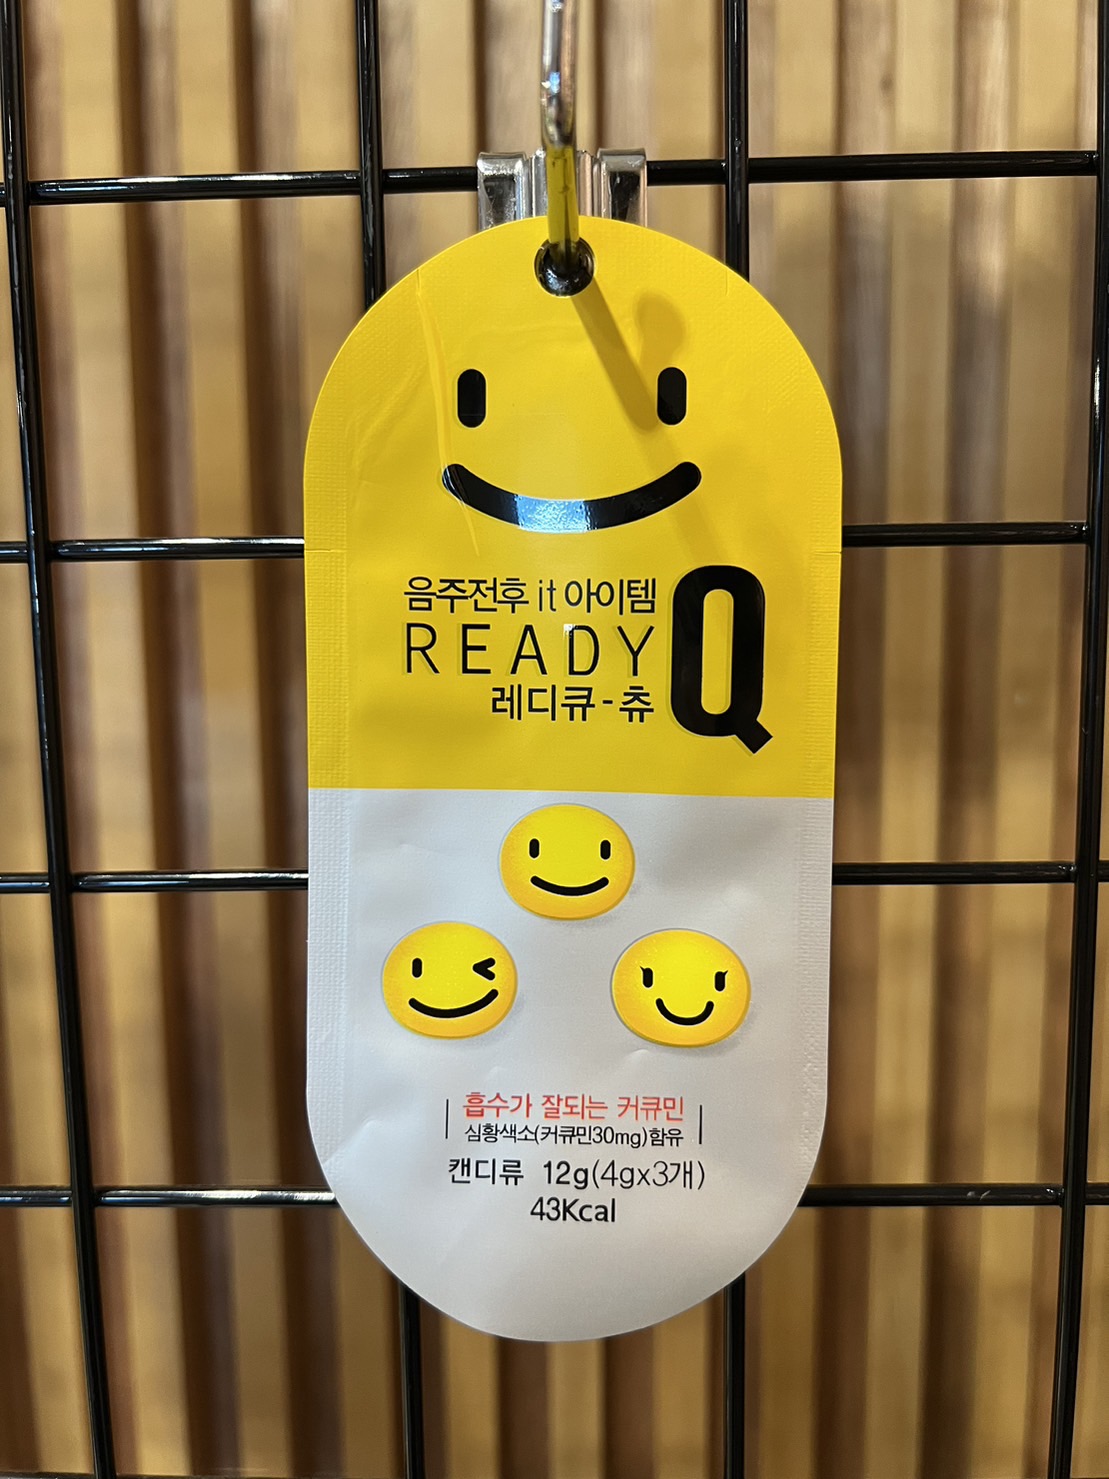 음주전후 it 아이템
READY Q
레디큐-츄
흡수가 잘되는 커큐민
심황색소(커큐민30mg)함유
캔디류 12g(4gx3개)
43Kcal